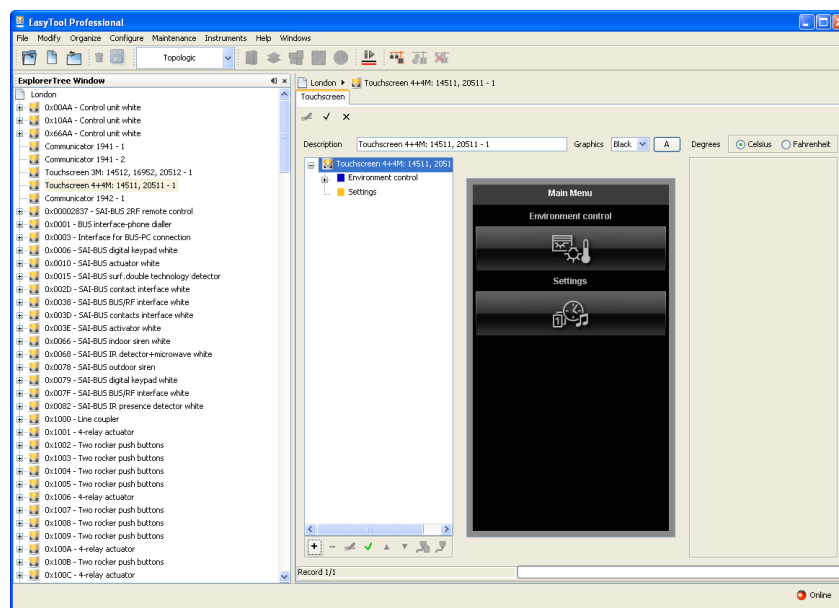 EasyTool Professional
File Modify Organize Configure Maintenance Instruments Help Windows
Topologic
ExplorerTree Window
London
0x00AA - Control unit white
0x10AA - Control unit white
0x66AA - Control unit white
Communicator 1941 - 1
Communicator 1941 - 2
Touchscreen 3M: 14512, 16952, 20512 - 1
Touchscreen 4+4M: 14511, 20511 - 1
Communicator 1942 - 1
0x00002837 - SAI-BUS 2RF remote control
0x0001 - BUS interface-phone dialler
0x0003 - Interface for BUS-PC connection
0x0006 - SAI-BUS digital keypad white
0x0010 - SAI-BUS actuator white
0x0015 - SAI-BUS surf.double technology detector
0x002D - SAI-BUS contact interface white
0x0038 - SAI-BUS BUS/RF interface white
0x003D - SAI-BUS contacts interface white
0x003E - SAI-BUS activator white
0x0066 - SAI-BUS indoor siren white
0x0068 - SAI-BUS IR detector+microwave white
0x0078 - SAI-BUS outdoor siren
0x0079 - SAI-BUS digital keypad white
0x007F - SAI-BUS BUS/RF interface white
0x0082 - SAI-BUS IR presence detector white
0x1000 - Line coupler
0x1001 - 4-relay actuator
0x1002 - Two rocker push buttons
0x1003 - Two rocker push buttons
0x1004 - Two rocker push buttons
0x1005 - Two rocker push buttons
0x1006 - 4-relay actuator
0x1007 - Two rocker push buttons
0x1008 - Two rocker push buttons
0x1009 - Two rocker push buttons
0x100A - Two rocker push buttons
0x100B - Two rocker push buttons
0x100C - 4-relay actuator
London Touchscreen 4+4M: 14511, 20511 - 1
Touchscreen
Description Touchscreen 4+4M: 14511, 20511 - 1 Graphics Black A Degrees Celsius Fahrenheit
Touchscreen 4+4M: 14511, 2051
Environment control
Settings
Main Menu
Environment control
Settings
1
Record 1/1
Online